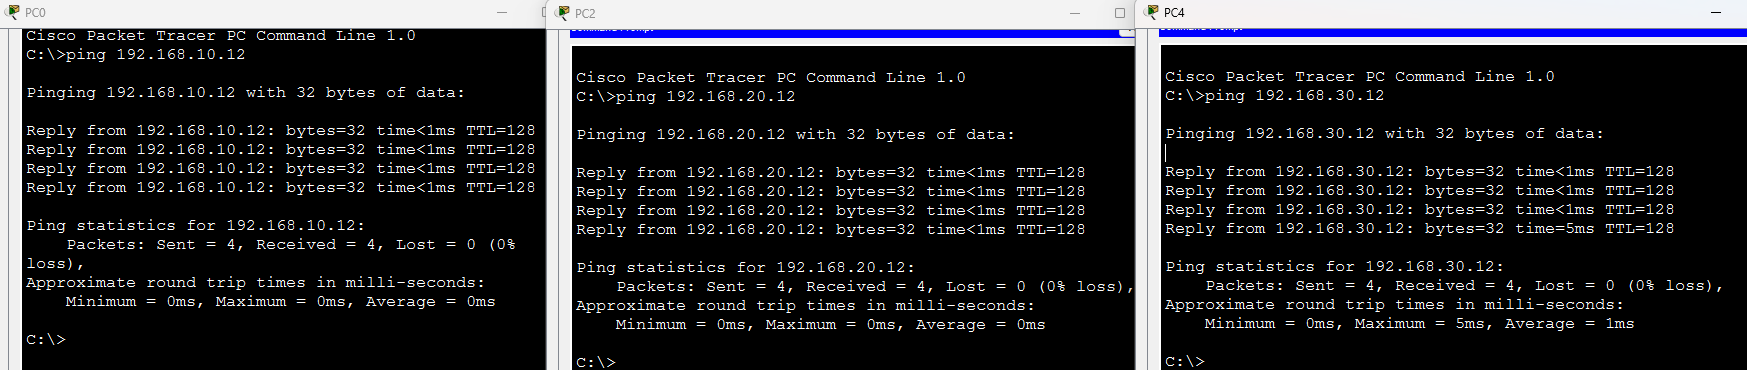 PC0
Cisco Packet Tracer PC Command Line 1.0
C:\>ping 192.168.10.12
Pinging 192.168.10.12 with 32 bytes of data:
Reply from 192.168.10.12: bytes=32 time<1ms TTL=128
Reply from 192.168.10.12: bytes=32 time<1ms TTL=128
Reply from 192.168.10.12: bytes=32 time<1ms TTL=128
Reply from 192.168.10.12: bytes=32 time<1ms TTL=128
Ping statistics for 192.168.10.12:
Packets: Sent = 4, Received = 4, Lost = 0 (0%
loss),
Approximate round trip times in milli-seconds:
Minimum = 0ms, Maximum = 0ms, Average = 0ms
C:\>
PC2
Cisco Packet Tracer PC Command Line 1.0
C:\>ping 192.168.20.12
Pinging 192.168.20.12 with 32 bytes of data:
Reply from 192.168.20.12: bytes=32 time<1ms TTL=128
Reply from 192.168.20.12: bytes=32 time<1ms TTL=128
Reply from 192.168.20.12: bytes=32 time<1ms TTL=128
Reply from 192.168.20.12: bytes=32 time<1ms TTL=128
Ping statistics for 192.168.20.12:
Packets: Sent = 4, Received = 4, Lost = 0 (0% loss),
Approximate round trip times in milli-seconds:
Minimum = 0ms, Maximum = 0ms, Average = 0ms
C:\>
PC4
Cisco Packet Tracer PC Command Line 1.0
C:\>ping 192.168.30.12
Pinging 192.168.30.12 with 32 bytes of data:
Reply from 192.168.30.12: bytes=32 time<1ms TTL=128
Reply from 192.168.30.12: bytes=32 time<1ms TTL=128
Reply from 192.168.30.12: bytes=32 time<1ms TTL=128
Reply from 192.168.30.12: bytes=32 time=5ms TTL=128
Ping statistics for 192.168.30.12:
Packets: Sent = 4, Received = 4, Lost = 0 (0% loss),
Approximate round trip times in milli-seconds:
Minimum = 0ms, Maximum = 5ms, Average = 1ms
C:\>